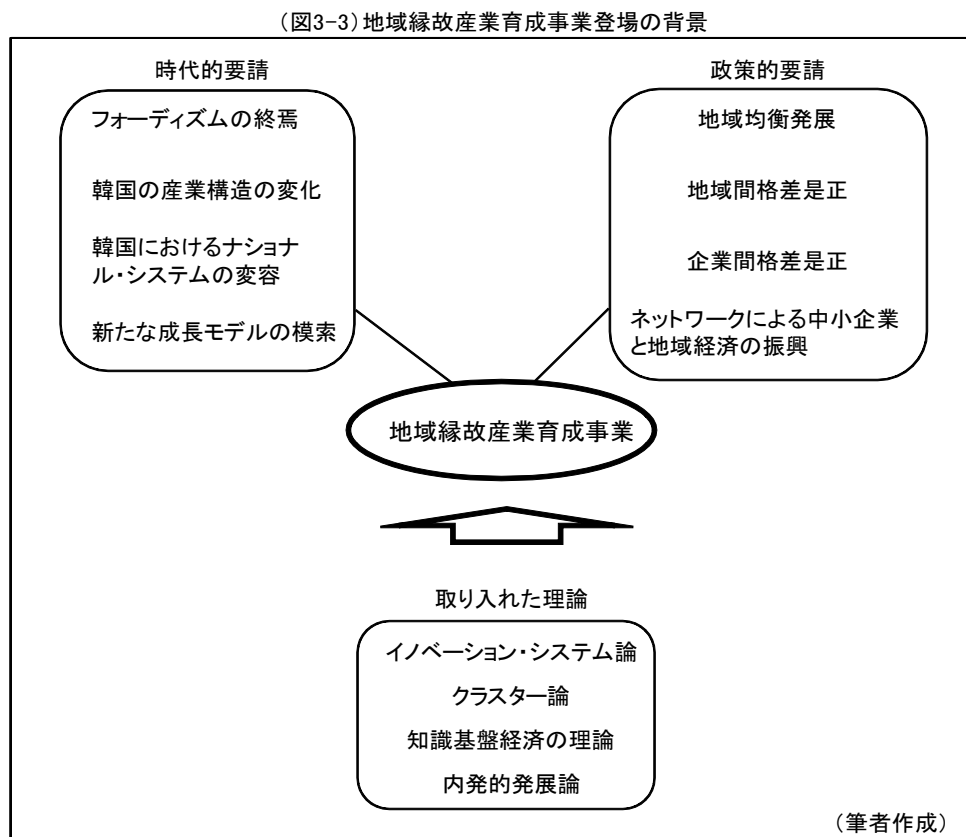 (図3-3)地域縁故産業育成事業登場の背景
時代的要請
フォーディズムの終焉
韓国の産業構造の変化
韓国におけるナショナ
ル・システムの変容
新たな成長モデルの模索
政策的要請
地域均衡発展
地域間格差是正
企業間格差是正
ネットワークによる中小企業
と地域経済の振興
地域縁故産業育成事業
取り入れた理論
イノベーション・システム論
クラスター論
知識基盤経済の理論
内発的発展論
(筆者作成)